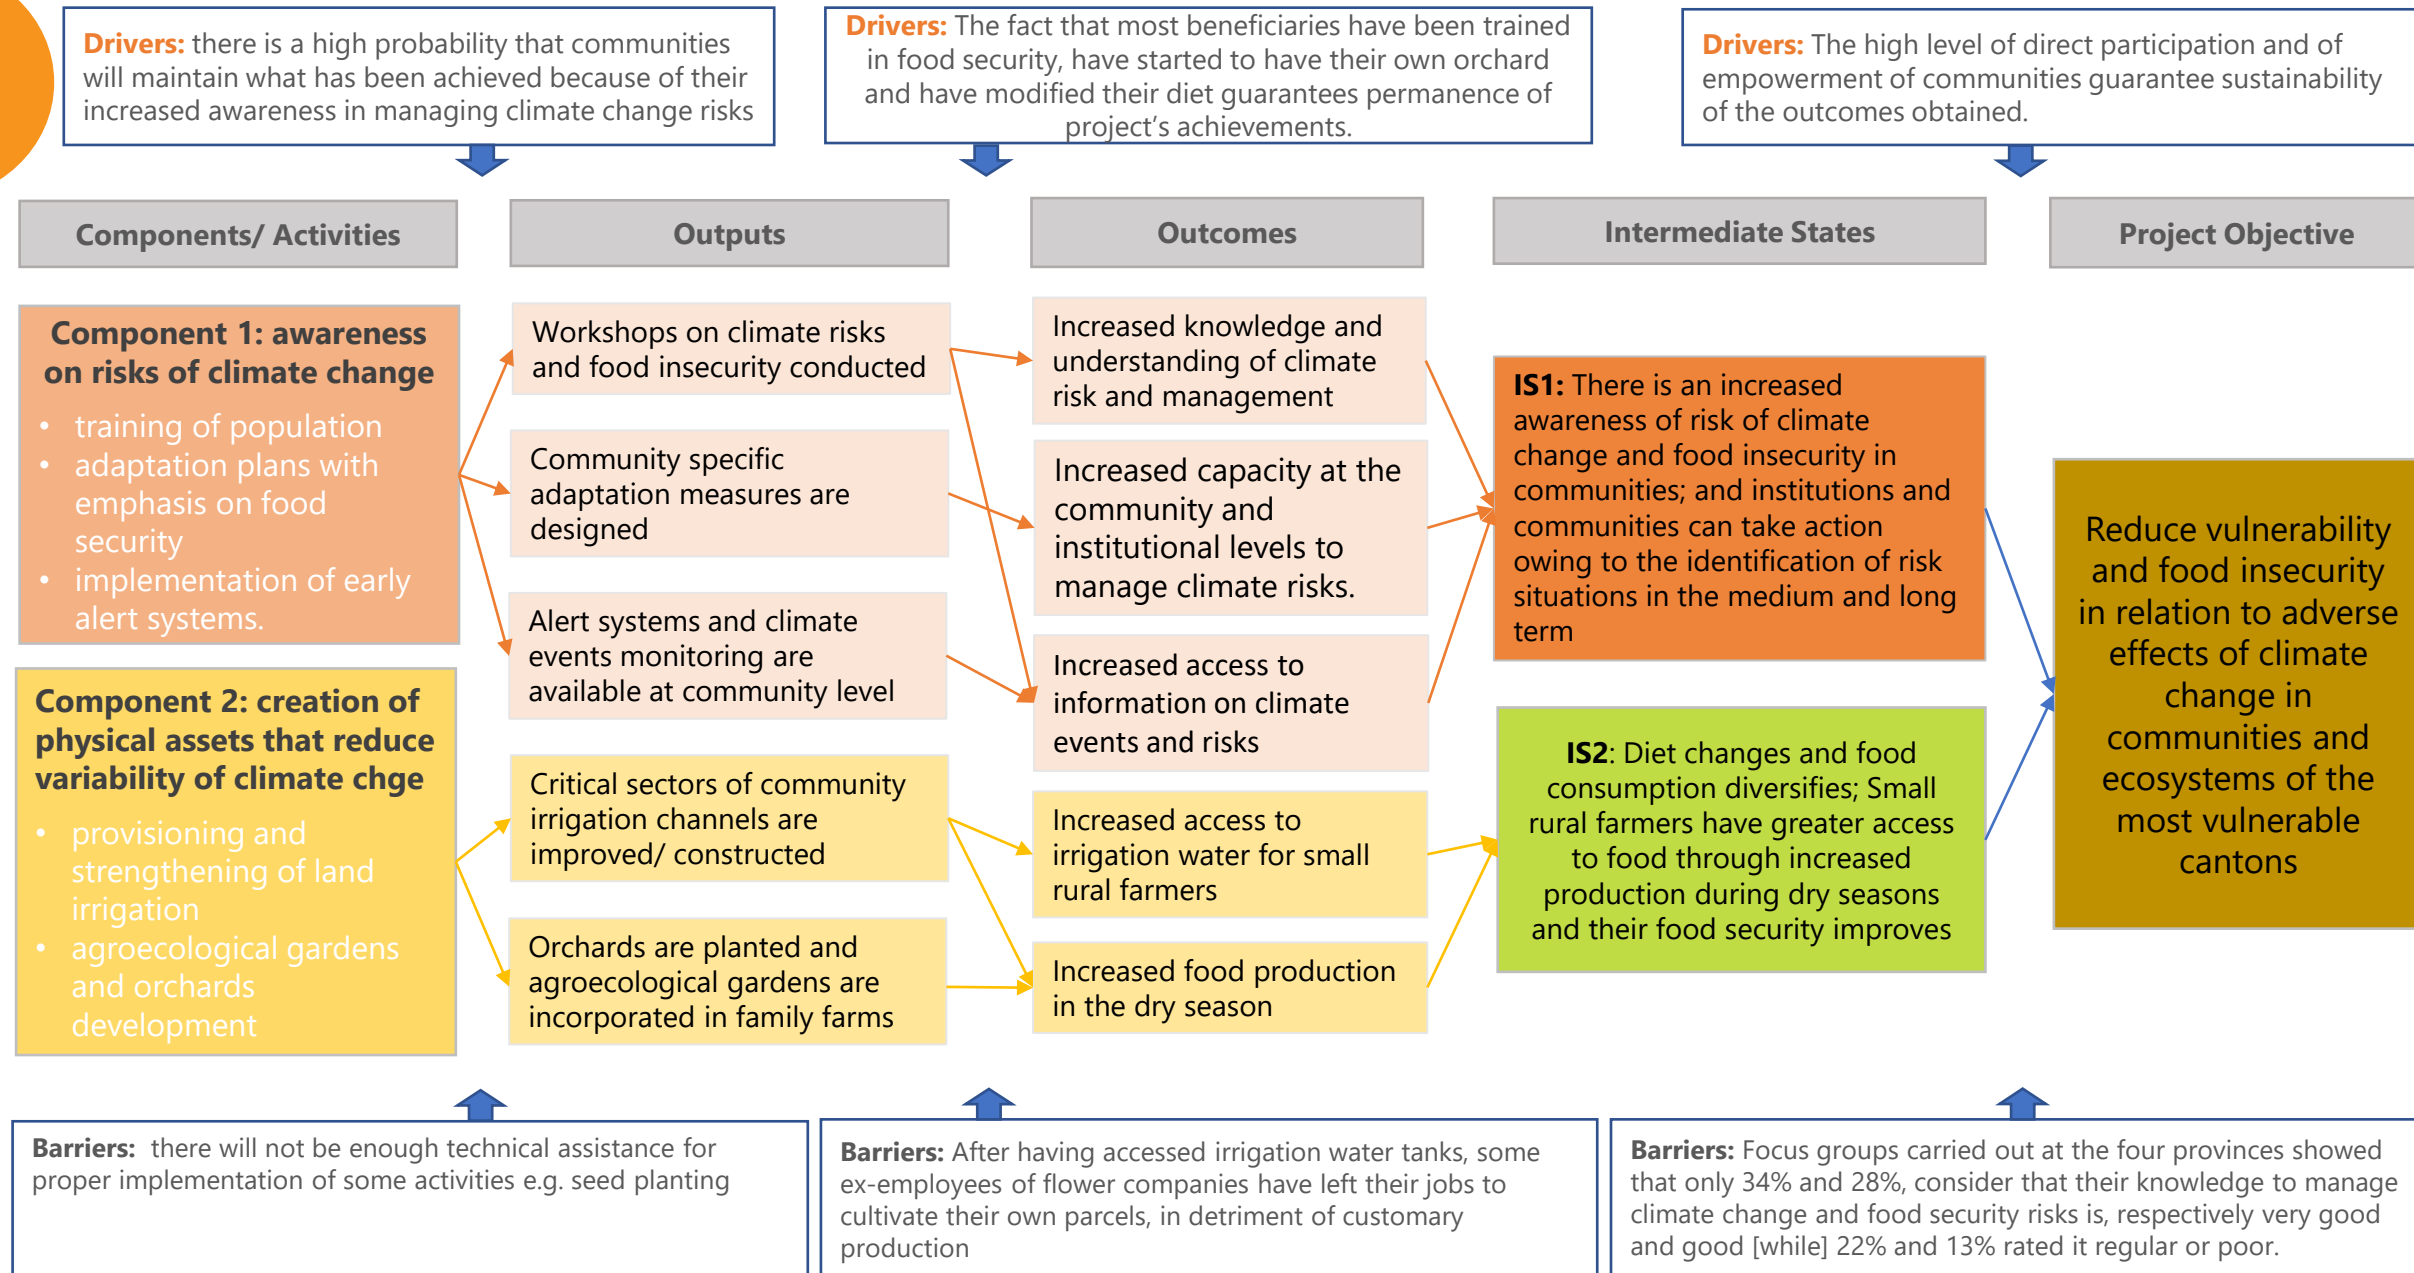 Drivers: there is a high probability that communities
will maintain what has been achieved because of their
increased awareness in managing climate change risks
Drivers: The fact that most beneficiaries have been trained
in food security, have started to have their own orchard
and have modified their diet guarantees permanence of
project's achievements.
Drivers: The high level of direct participation and of
empowerment of communities guarantee sustainability
of the outcomes obtained.
Components/ Activities
Outputs
Outcomes
Intermediate States
Project Objective
Component 1: awareness
on risks of climate change
• training of population
• adaptation plans with
emphasis on food
security
• implementation of early
alert systems.
Component 2: creation of
physical assets that reduce
variability of climate chge
• provisioning and
strengthening of land
irrigation
• agroecological gardens
and orchards
development
Workshops on climate risks
and food insecurity conducted
Community specific
adaptation measures are
designed
Alert systems and climate
events monitoring are
available at community level
Critical sectors of community
irrigation channels are
improved/ constructed
Orchards are planted and
agroecological gardens are
incorporated in family farms
Increased knowledge and
understanding of climate
risk and management
Increased capacity at the
community and
institutional levels to
manage climate risks.
Increased access to
information on climate
events and risks
Increased access to
irrigation water for small
rural farmers
Increased food production
in the dry season
IS1: There is an increased
awareness of risk of climate
change and food insecurity in
communities; and institutions and
communities can take action
owing to the identification of risk
situations in the medium and long
term
IS2: Diet changes and food
consumption diversifies; Small
rural farmers have greater access
to food through increased
production during dry seasons
and their food security improves
Reduce vulnerability
and food insecurity
in relation to adverse
effects of climate
change in
communities and
ecosystems of the
most vulnerable
cantons
Barriers: there will not be enough technical assistance for
proper implementation of some activities e.g. seed planting
Barriers: After having accessed irrigation water tanks, some
ex-employees of flower companies have left their jobs to
cultivate their own parcels, in detriment of customary
production
Barriers: Focus groups carried out at the four provinces showed
that only 34% and 28%, consider that their knowledge to manage
climate change and food security risks is, respectively very good
and good [while] 22% and 13% rated it regular or poor.